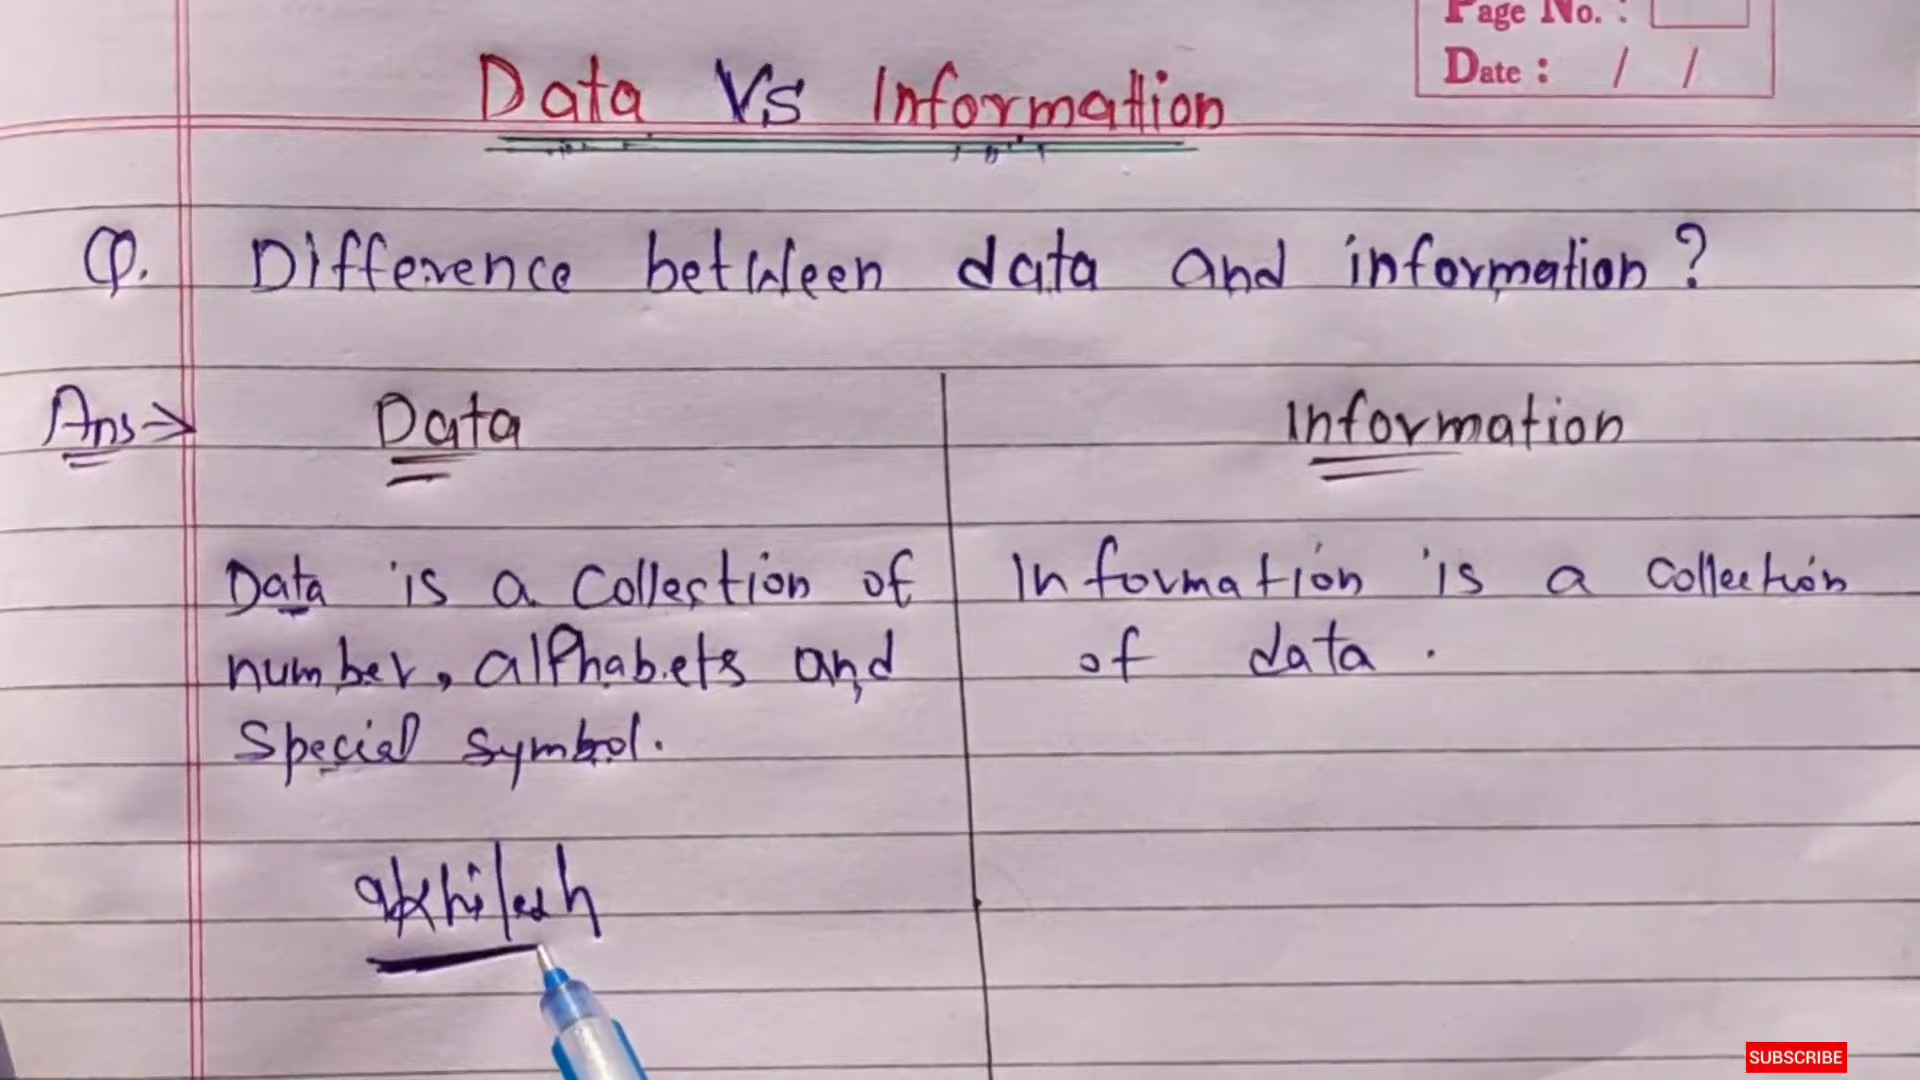 Page No. :
Date : / /
Data Vs Information
Q. Difference between data and information?
Ans→ Data
Information
Data is a collection of
number, alphabets and
special symbol.
Information is a collection
of data.
akhilesh
SUBSCRIBE